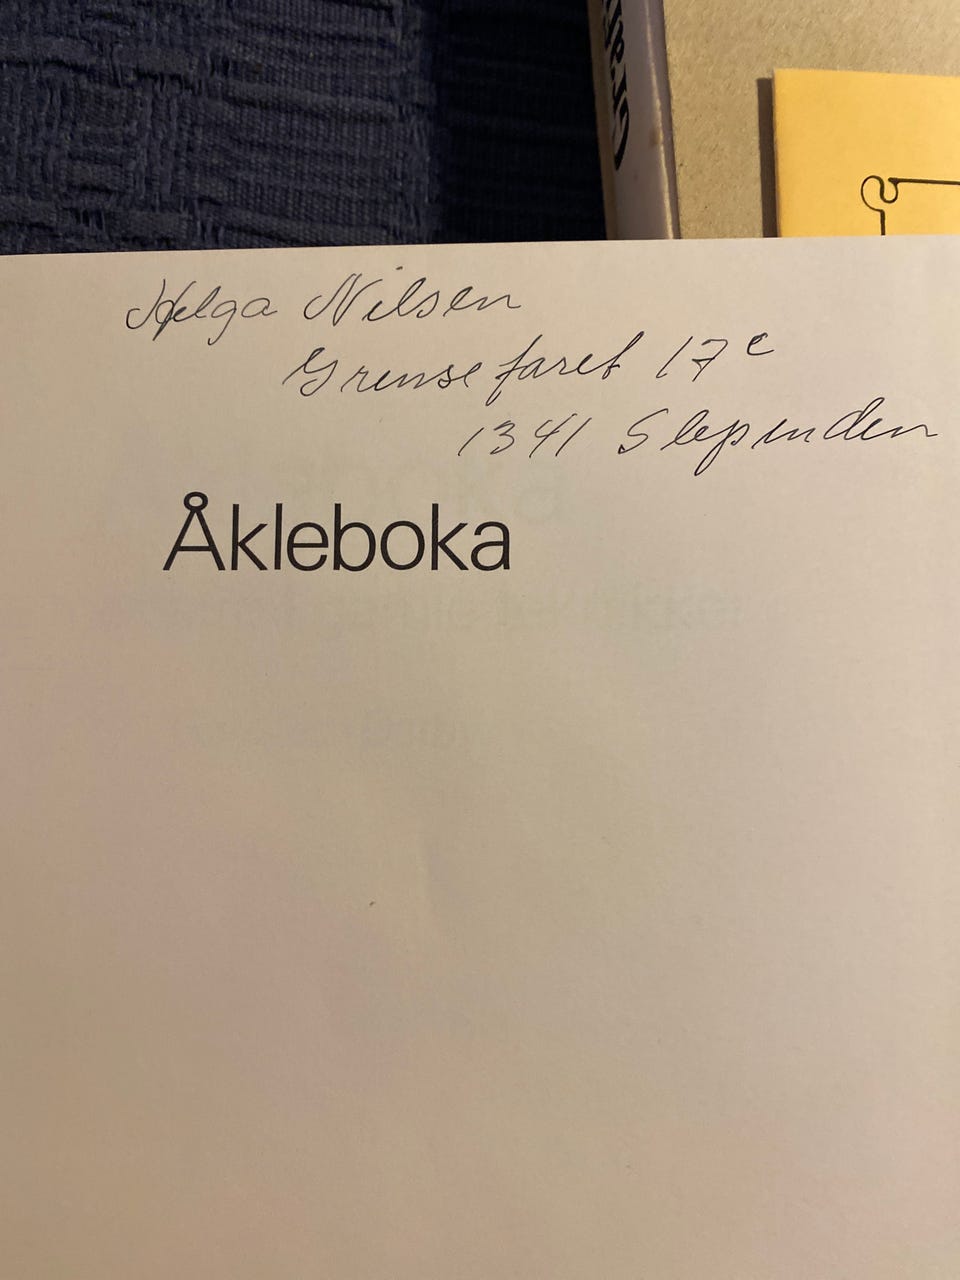 Helga Nilsen
Grensefaret 17c
1341 Slependen
Åkleboka